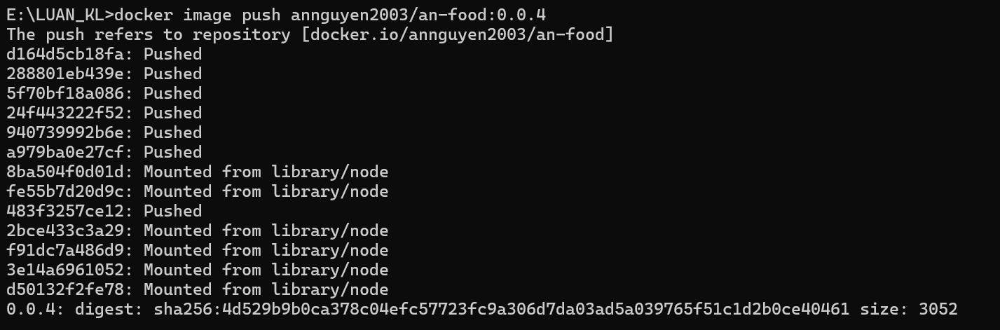 E:\LUAN_KL>docker image push annguyen2003/an-food:0.0.4
The push refers to repository [docker.io/annguyen2003/an-food]
d164d5cb18fa: Pushed
288801eb439e: Pushed
5f70bf18a086: Pushed
24f443222f52: Pushed
940739992b6e: Pushed
a979ba0e27cf: Pushed
8ba504f0d01d: Mounted from library/node
fe55b7d20d9c: Mounted from library/node
483f3257ce12: Pushed
2bce433c3a29: Mounted from library/node
f91dc7a486d9: Mounted from library/node
3e14a6961052: Mounted from library/node
d50132f2fe78: Mounted from library/node
0.0.4: digest: sha256:4d529b9b0ca378c04efc57723fc9a306d7da03ad5a039765f51c1d2b0ce40461 size: 3052